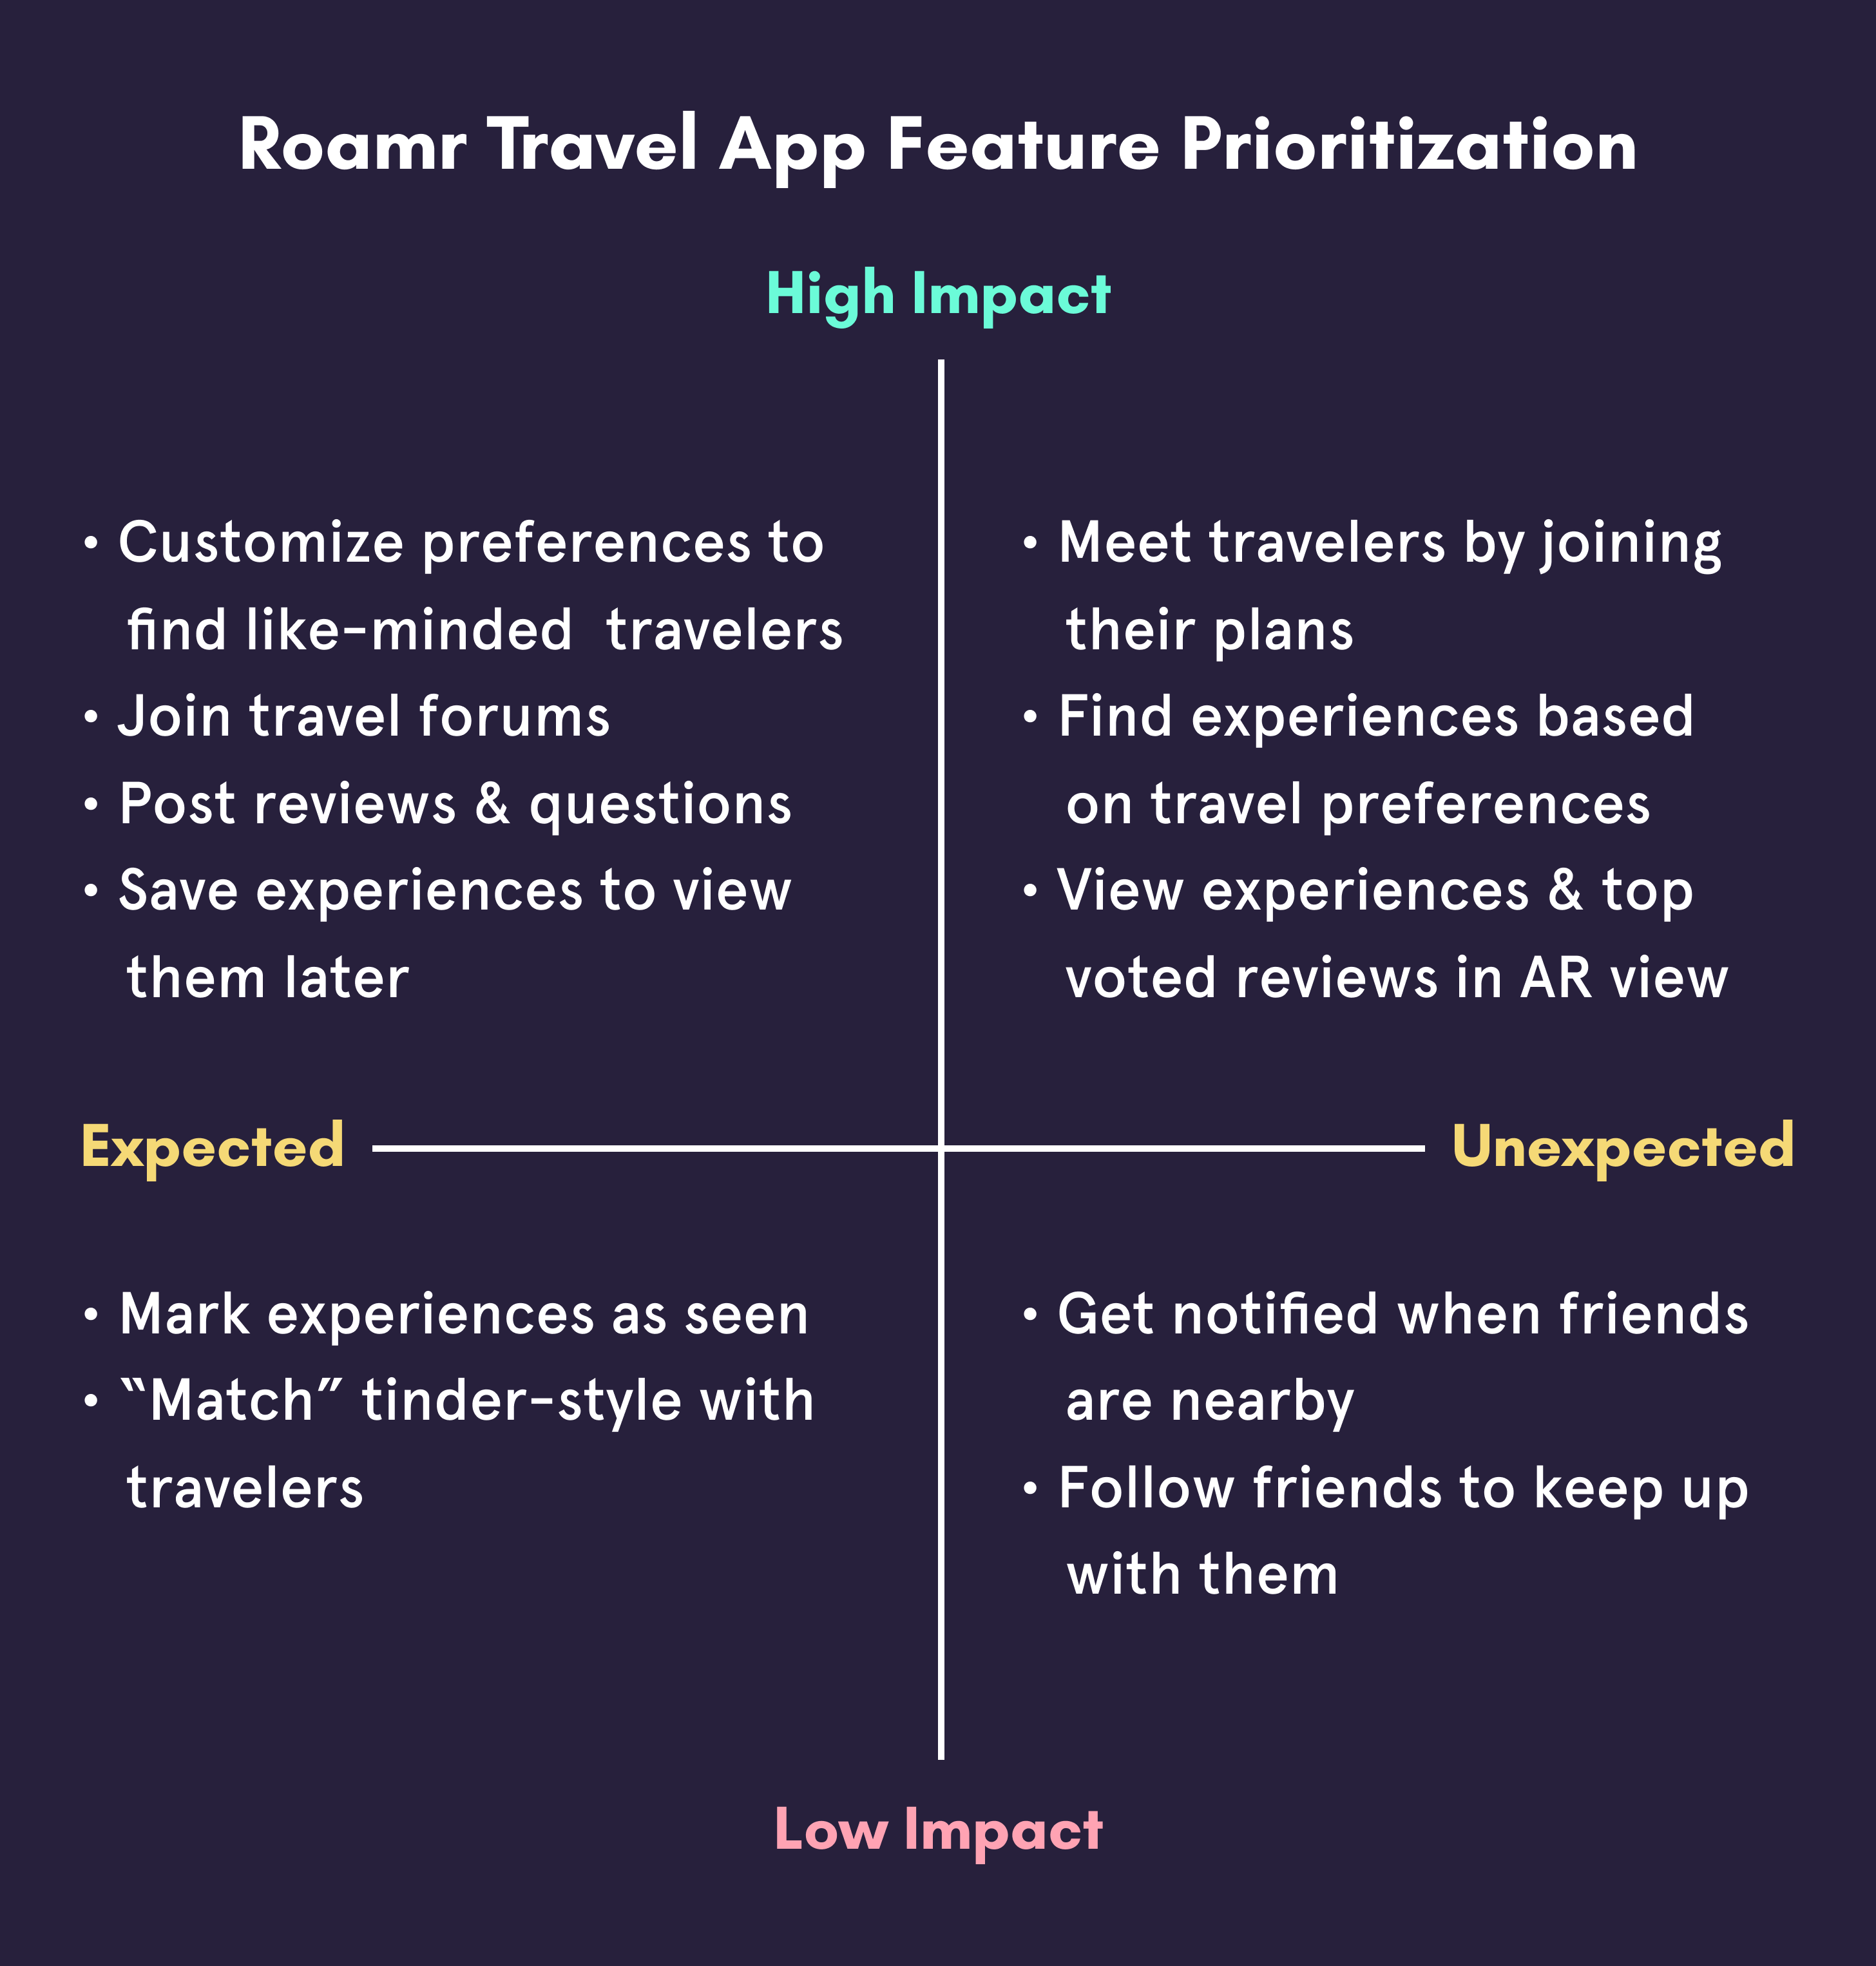 Roamr Travel App Feature Prioritization
High Impact
• Customize preferences to
find like-minded travelers
• Join travel forums
• Post reviews & questions
• Save experiences to view
them later
• Meet travelers by joining
their plans
• Find experiences based
on travel preferences
• View experiences & top
voted reviews in AR view
Expected
Unexpected
• Mark experiences as seen
• “Match” tinder-style with
travelers
• Get notified when friends
are nearby
• Follow friends to keep up
with them
Low Impact